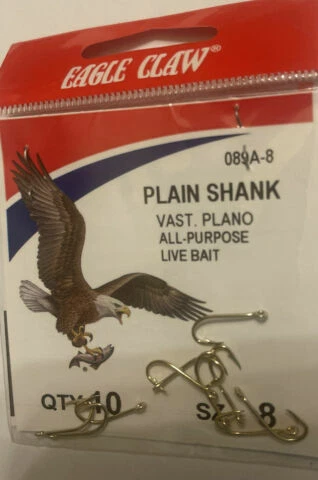 EAGLE CLAW®
089A-8
PLAIN SHANK
VAST. PLANO
ALL-PURPOSE
LIVE BAIT
QTY 10
SZ 8